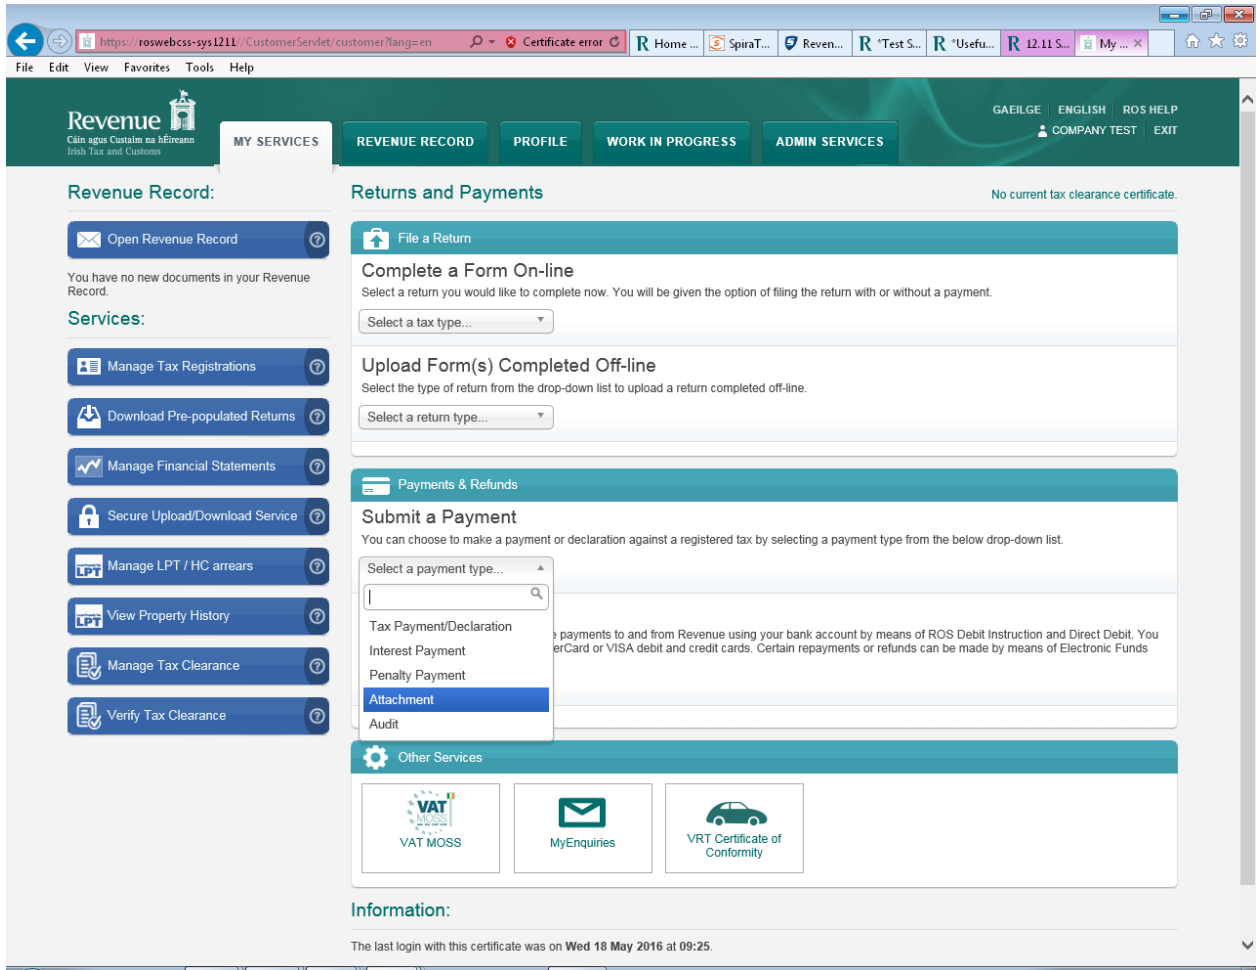 https://roswebcss-sys1211//CustomerServlet/customer?lang=en
Certificate error
Home ...
SpiraT...
Reven...
*Test S...
*Usefu...
12.11 S...
My ...
File Edit View Favorites Tools Help
Revenue
Cáin agus Custaim na hÉireann
Irish Tax and Customs
MY SERVICES
REVENUE RECORD
PROFILE
WORK IN PROGRESS
ADMIN SERVICES
GAEILGE ENGLISH ROS HELP
COMPANY TEST EXIT
Revenue Record:
Open Revenue Record
You have no new documents in your Revenue
Record.
Services:
Manage Tax Registrations
Download Pre-populated Returns
Manage Financial Statements
Secure Upload/Download Service
LPT Manage LPT / HC arrears
LPT View Property History
Manage Tax Clearance
Verify Tax Clearance
Returns and Payments
No current tax clearance certificate.
File a Return
Complete a Form On-line
Select a return you would like to complete now. You will be given the option of filing the return with or without a payment.
Select a tax type...
Upload Form(s) Completed Off-line
Select the type of return from the drop-down list to upload a return completed off-line.
Select a return type...
Payments & Refunds
Submit a Payment
You can choose to make a payment or declaration against a registered tax by selecting a payment type from the below drop-down list.
Select a payment type...
Tax Payment/Declaration
Interest Payment
Penalty Payment
Attachment
Audit
payments to and from Revenue using your bank account by means of ROS Debit Instruction and Direct Debit. You
erCard or VISA debit and credit cards. Certain repayments or refunds can be made by means of Electronic Funds
Other Services
VAT
MOSS
VAT MOSS
MyEnquiries
VRT Certificate of
Conformity
Information:
The last login with this certificate was on Wed 18 May 2016 at 09:25.